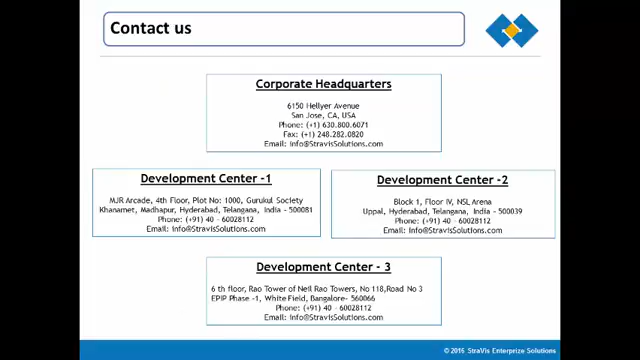 Contact us
Corporate Headquarters
6150 Hellyer Avenue
San Jose, CA, USA
Phone: (+1) 630.800.6071
Fax: (+1) 248.282.0820
Email: info@StravisSolutions.com
Development Center -1
MJR Arcade, 4th Floor, Plot No: 1000, Gurukul Society
Khanamet, Madhapur, Hyderabad, Telangana, India - 500081
Phone: (+91) 40 - 60028112
Email: info@StravisSolutions.com
Development Center -2
Block 1, Floor IV, NSL Arena
Uppal, Hyderabad, Telangana, India - 500039
Phone: (+91) 40 - 60028112
Email: info@StravisSolutions.com
Development Center - 3
6 th floor, Rao Tower of Neil Rao Towers, No 118,Road No 3
EPIP Phase -1, White Field, Bangalore- 560066
Phone: (+91) 40 - 60028112
Email: info@StravisSolutions.com
© 2016 StraVis Enterprize Solutions